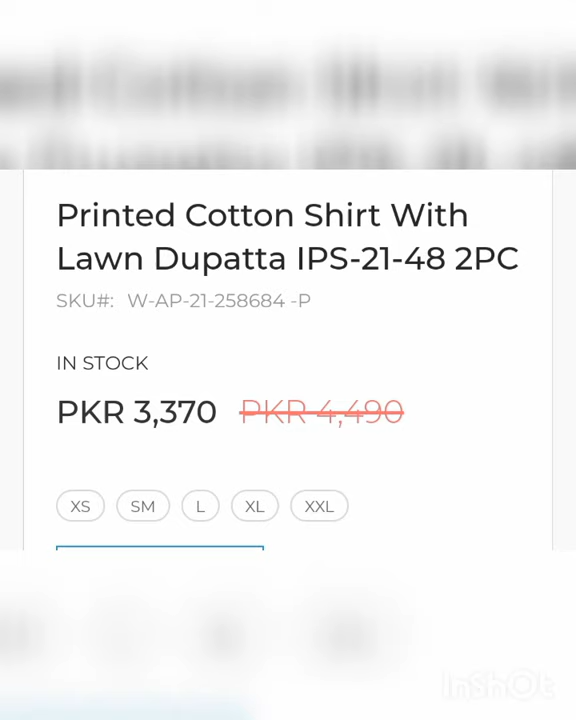 Printed Cotton Shirt With
Lawn Dupatta IPS-21-48 2PC
SKU#: W-AP-21-258684 -P
IN STOCK
PKR 3,370 PKR 4,490
XS SM L XL XXL
InShOt